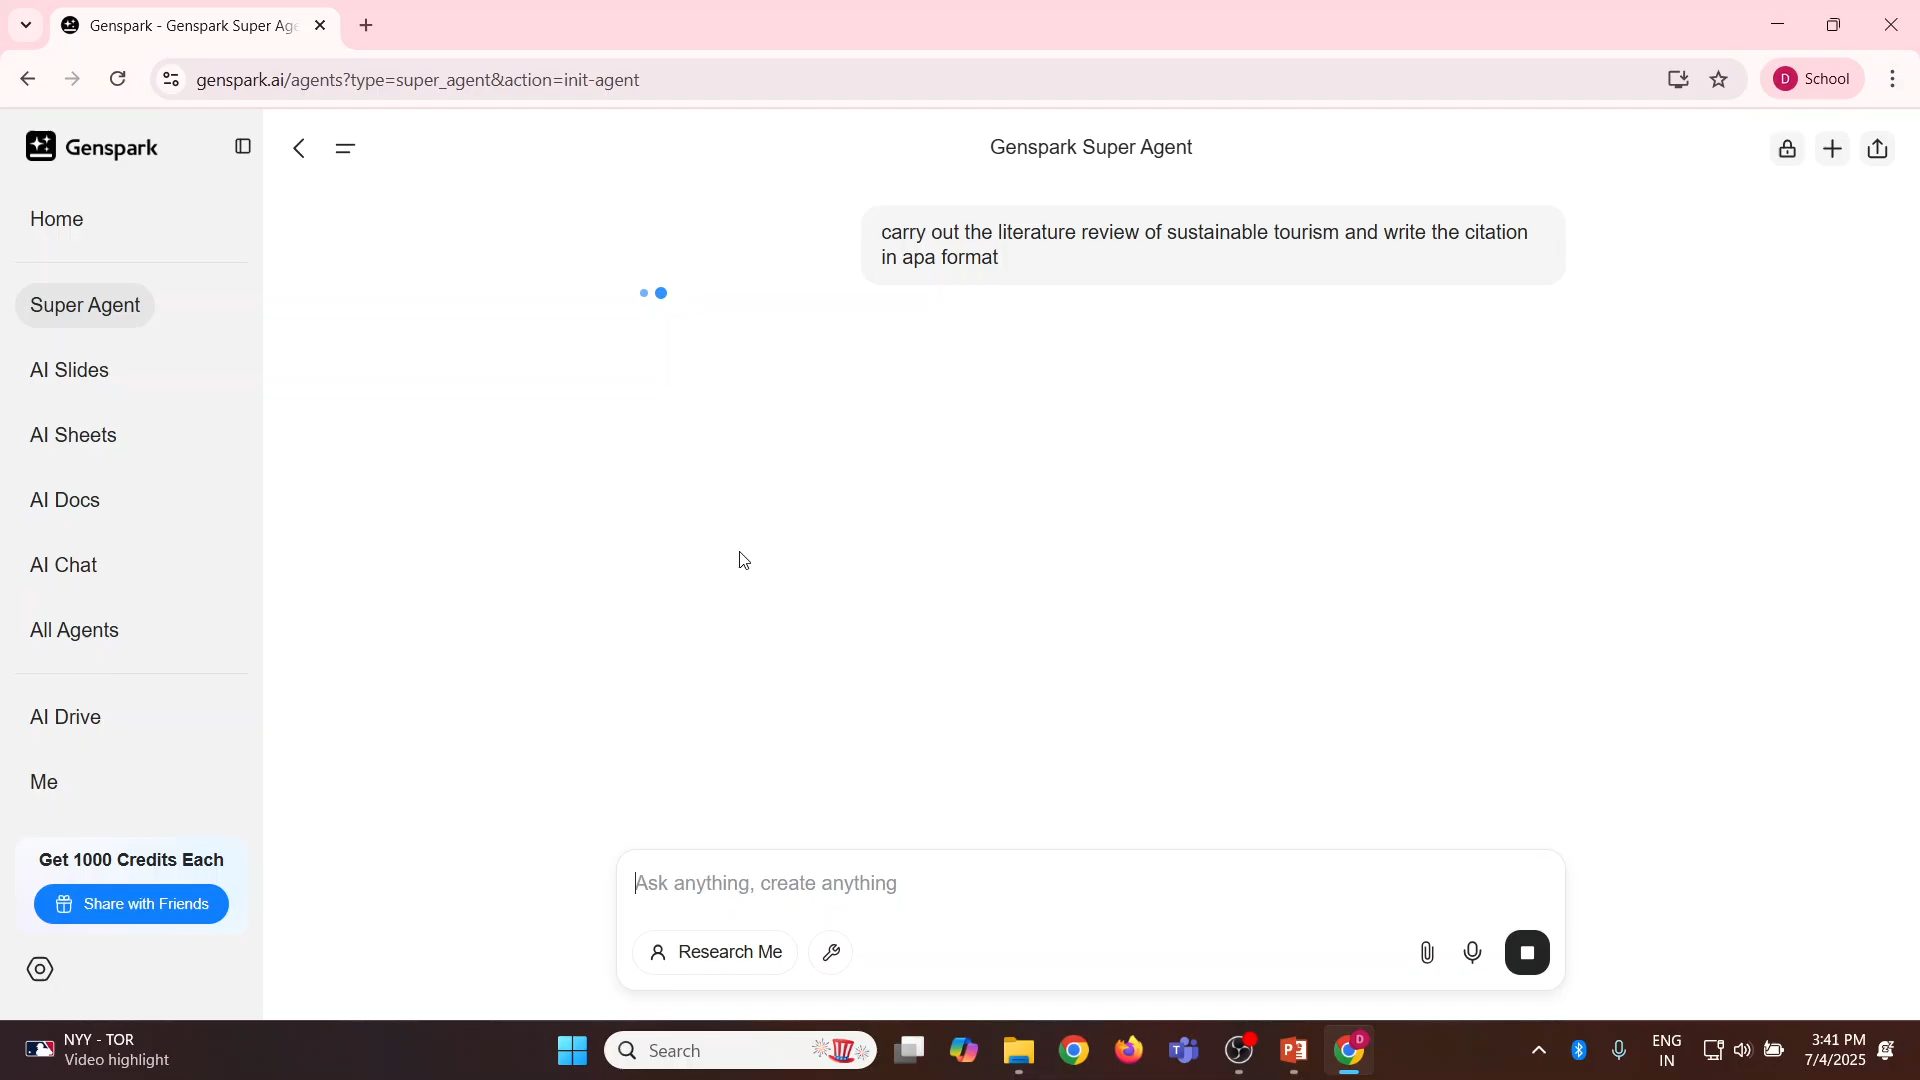 Genspark - Genspark Super Age
genspark.ai/agents?type=super_agent&action=init-agent
D School
Genspark
Genspark Super Agent
Home
Super Agent
AI Slides
AI Sheets
AI Docs
AI Chat
All Agents
AI Drive
Me
Get 1000 Credits Each
Share with Friends
carry out the literature review of sustainable tourism and write the citation
in apa format
Ask anything, create anything
Research Me
NYY - TOR
Video highlight
Search
D
ENG
IN
3:41 PM
7/4/2025